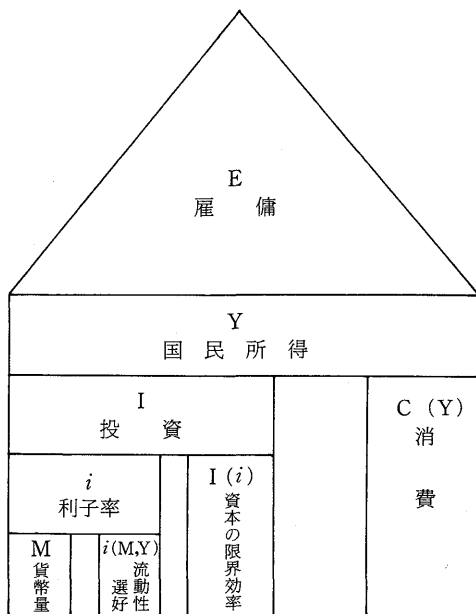 E
雇 傭
Y
国 民 所 得
I
投 資
C (Y)
消
費
i
利子率
I (i)
資本の限界効率
M
貨幣量
i(M,Y)
流動性
選好